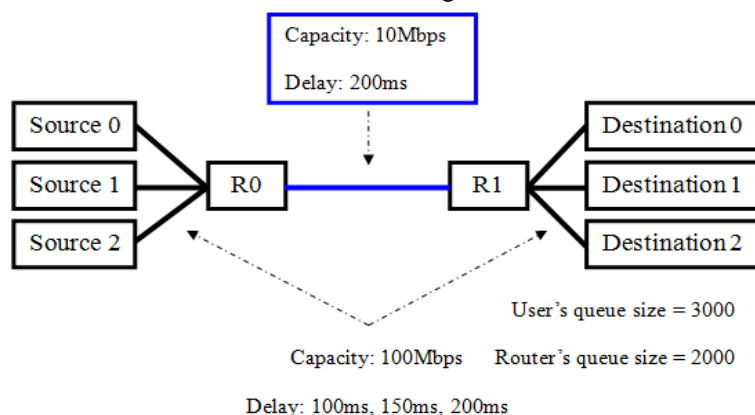 Capacity: 10Mbps
Delay: 200ms
Source 0
Source 1
Source 2
R0
R1
Destination 0
Destination 1
Destination 2
User's queue size = 3000
Capacity: 100Mbps
Router's queue size = 2000
Delay: 100ms, 150ms, 200ms